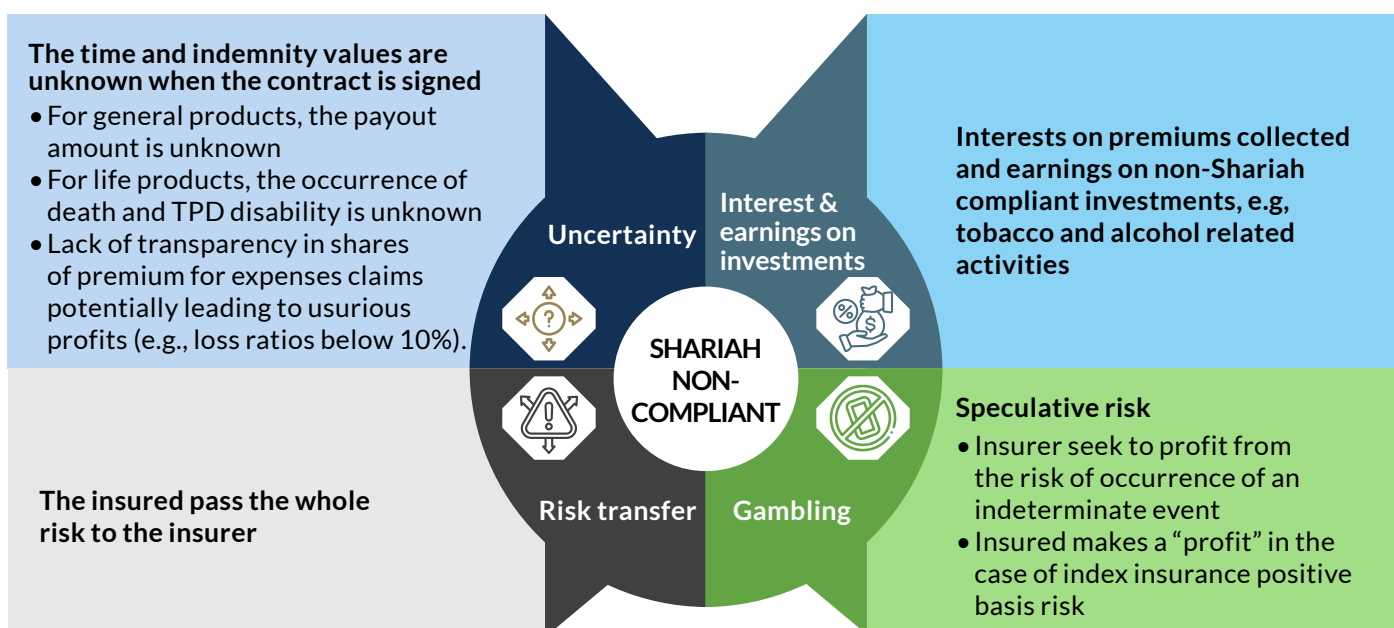 The time and indemnity values are
unknown when the contract is signed
• For general products, the payout
amount is unknown
• For life products, the occurrence of
death and TPD disability is unknown
• Lack of transparency in shares
of premium for expenses claims
potentially leading to usurious
profits (e.g., loss ratios below 10%).
Uncertainty
Interest &
earnings on
investments
Interests on premiums collected
and earnings on non-Shariah
compliant investments, e.g,
tobacco and alcohol related
activities
SHARIAH
NON-
COMPLIANT
The insured pass the whole
risk to the insurer
Risk transfer
Gambling
Speculative risk
• Insurer seek to profit from
the risk of occurrence of an
indeterminate event
• Insured makes a “profit” in the
case of index insurance positive
basis risk